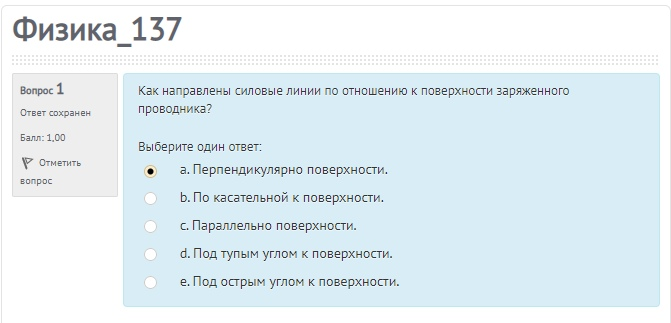 Физика_137
Вопрос 1
Ответ сохранен
Балл: 1,00
Отметить
вопрос
Как направлены силовые линии по отношению к поверхности заряженного
проводника?
Выберите один ответ:
a. Перпендикулярно поверхности.
b. По касательной к поверхности.
c. Параллельно поверхности.
d. Под тупым углом к поверхности.
e. Под острым углом к поверхности.